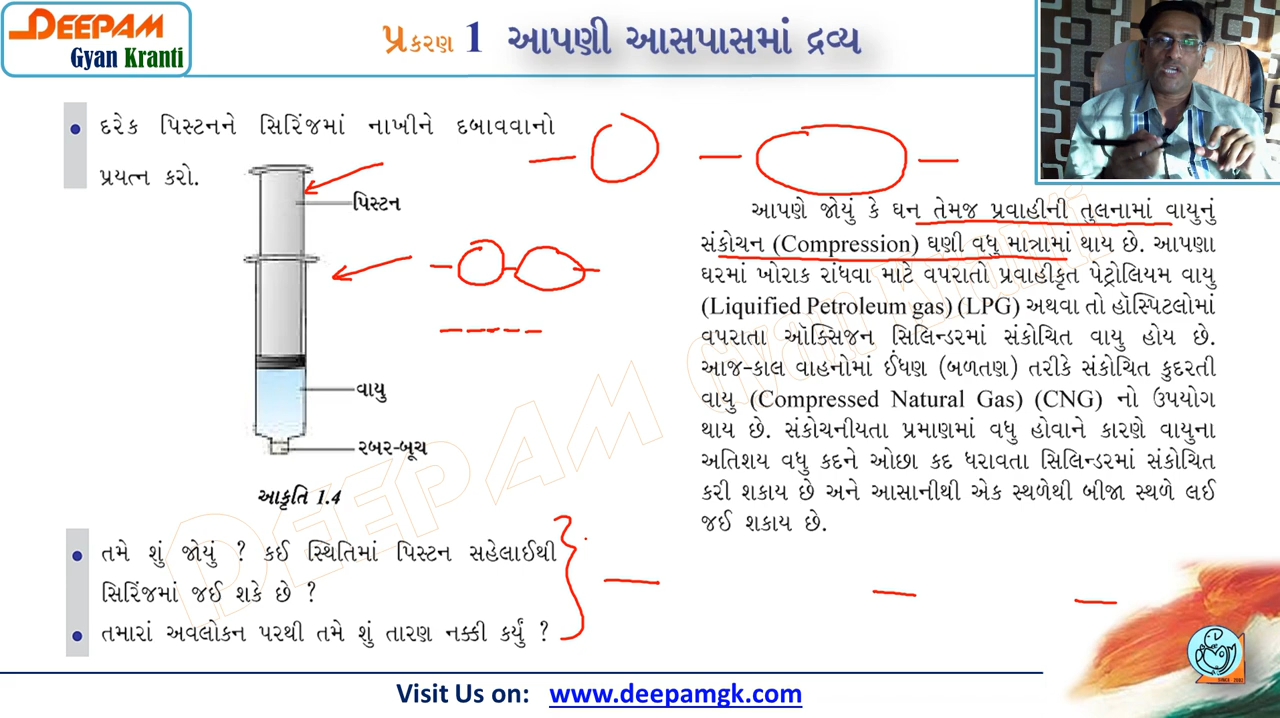 DEEPAM
Gyan Kranti
પ્રકરણ 1 આપણી આસપાસમાં દ્રવ્ય
• દરેક પિસ્ટનને સિરિંજમાં નાખીને દબાવવાનો
પ્રયત્ન કરો.
પિસ્ટન
વાયુ
રબર-બૂચ
આકૃતિ 1.4
• તમે શું જોયું ? કઈ સ્થિતિમાં પિસ્ટન સહેલાઈથી
સિરિંજમાં જઈ શકે છે ?
• તમારાં અવલોકન પરથી તમે શું તારણ નક્કી કર્યું ?
આપણે જોયું કે ઘન તેમજ પ્રવાહીની તુલનામાં વાયુનું
સંકોચન (Compression) ઘણી વધુ માત્રામાં થાય છે. આપણા
ઘરમાં ખોરાક રાંધવા માટે વપરાતો પ્રવાહીકૃત પેટ્રોલિયમ વાયુ
(Liquified Petroleum gas) (LPG) અથવા તો હૉસ્પિટલોમાં
વપરાતા ઑક્સિજન સિલિન્ડરમાં સંકોચિત વાયુ હોય છે.
આજ-કાલ વાહનોમાં ઈંધણ (બળતણ) તરીકે સંકોચિત કુદરતી
વાયુ (Compressed Natural Gas) (CNG) નો ઉપયોગ
થાય છે. સંકોચનીયતા પ્રમાણમાં વધુ હોવાને કારણે વાયુના
અતિશય વધુ કદને ઓછા કદ ધરાવતા સિલિન્ડરમાં સંકોચિત
કરી શકાય છે અને આસાનીથી એક સ્થળેથી બીજા સ્થળે લઈ
જઈ શકાય છે.
DEEPAM Gyan Kranti
SINCE 2002
Visit Us on: www.deepamgk.com